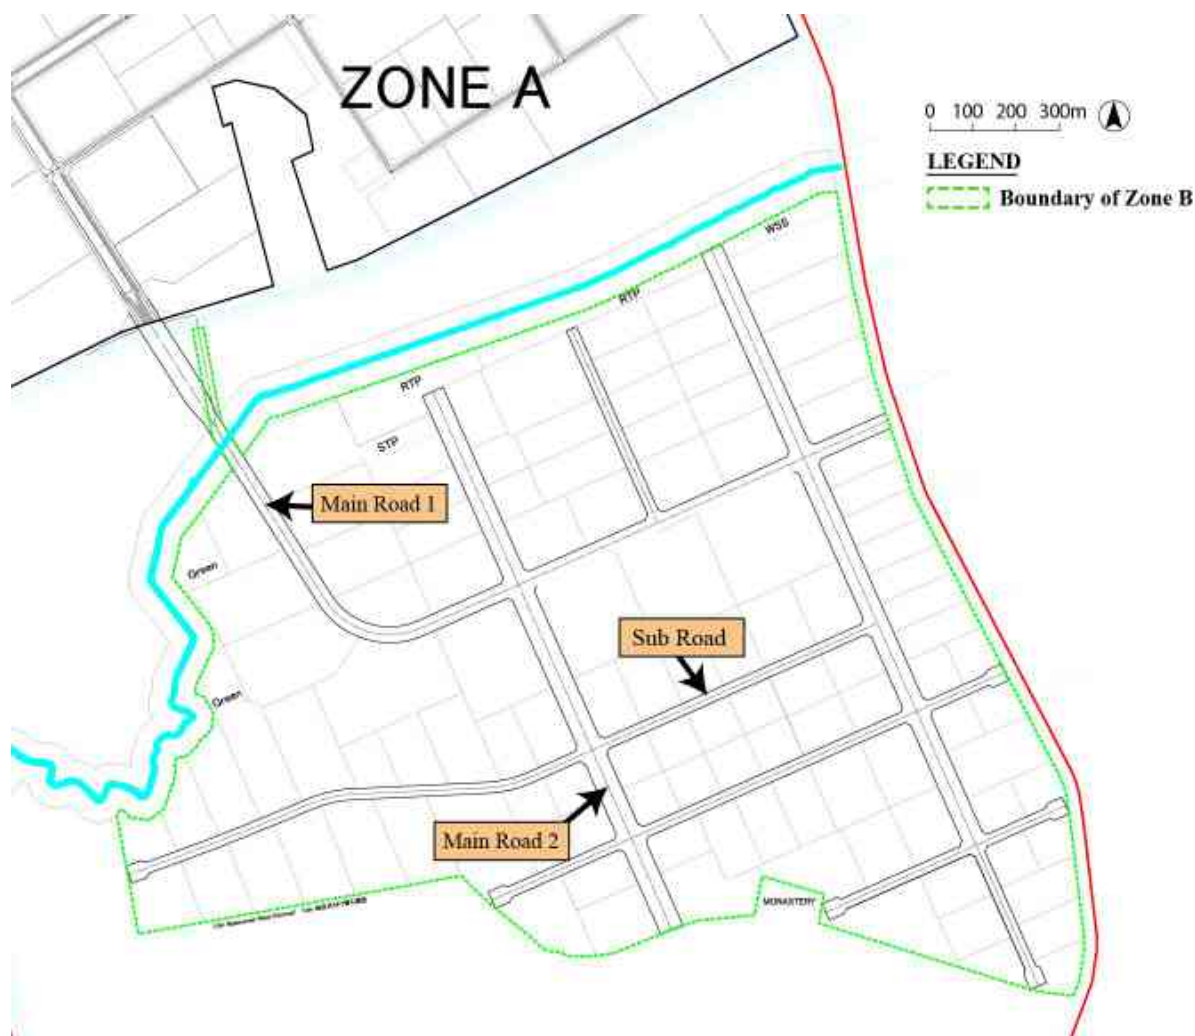 ZONE A
0 100 200 300m
LEGEND
Boundary of Zone B
WSS
RTP
RTP
STP
Main Road 1
Green
Sub Road
Green
Main Road 2
MONASTERY